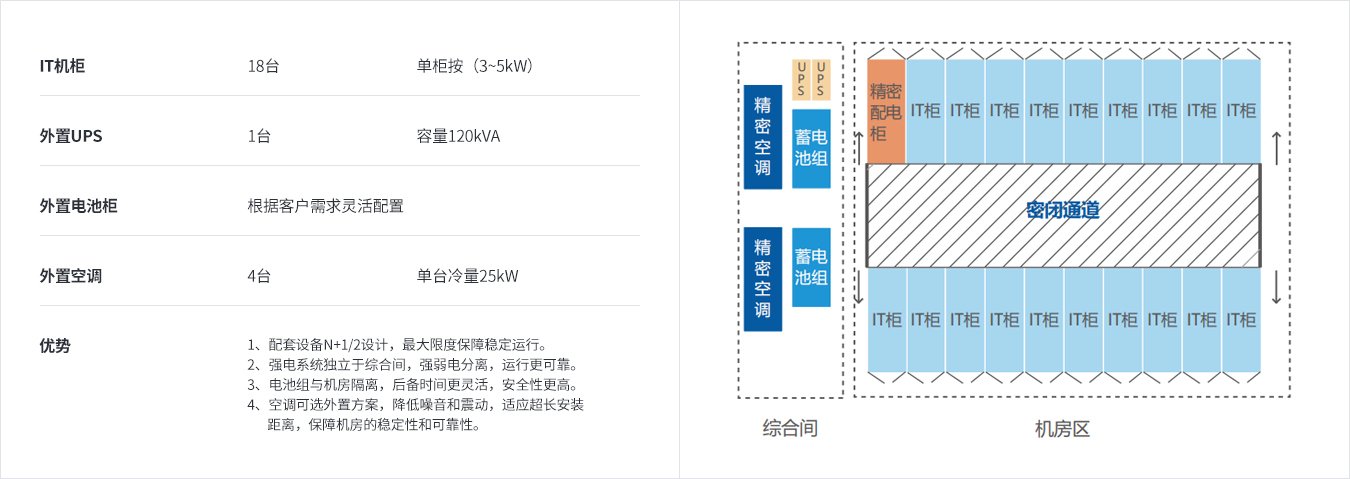 IT机柜 18台 单柜按（3~5kW）
外置UPS 1台 容量120kVA
外置电池柜 根据客户需求灵活配置
外置空调 4台 单台冷量25kW
优势
1、配套设备N+1/2设计，最大限度保障稳定运行。
2、强电系统独立于综合间，强弱电分离，运行更可靠。
3、电池组与机房隔离，后备时间更灵活，安全性更高。
4、空调可选外置方案，降低噪音和震动，适应超长安装
距离，保障机房的稳定性和可靠性。
UPS UPS
精密空调
蓄电
池组
精密空调
蓄电
池组
综合间
精密
配电
柜
IT柜 IT柜 IT柜 IT柜 IT柜 IT柜 IT柜 IT柜 IT柜
密闭通道
IT柜 IT柜 IT柜 IT柜 IT柜 IT柜 IT柜 IT柜 IT柜 IT柜
机房区